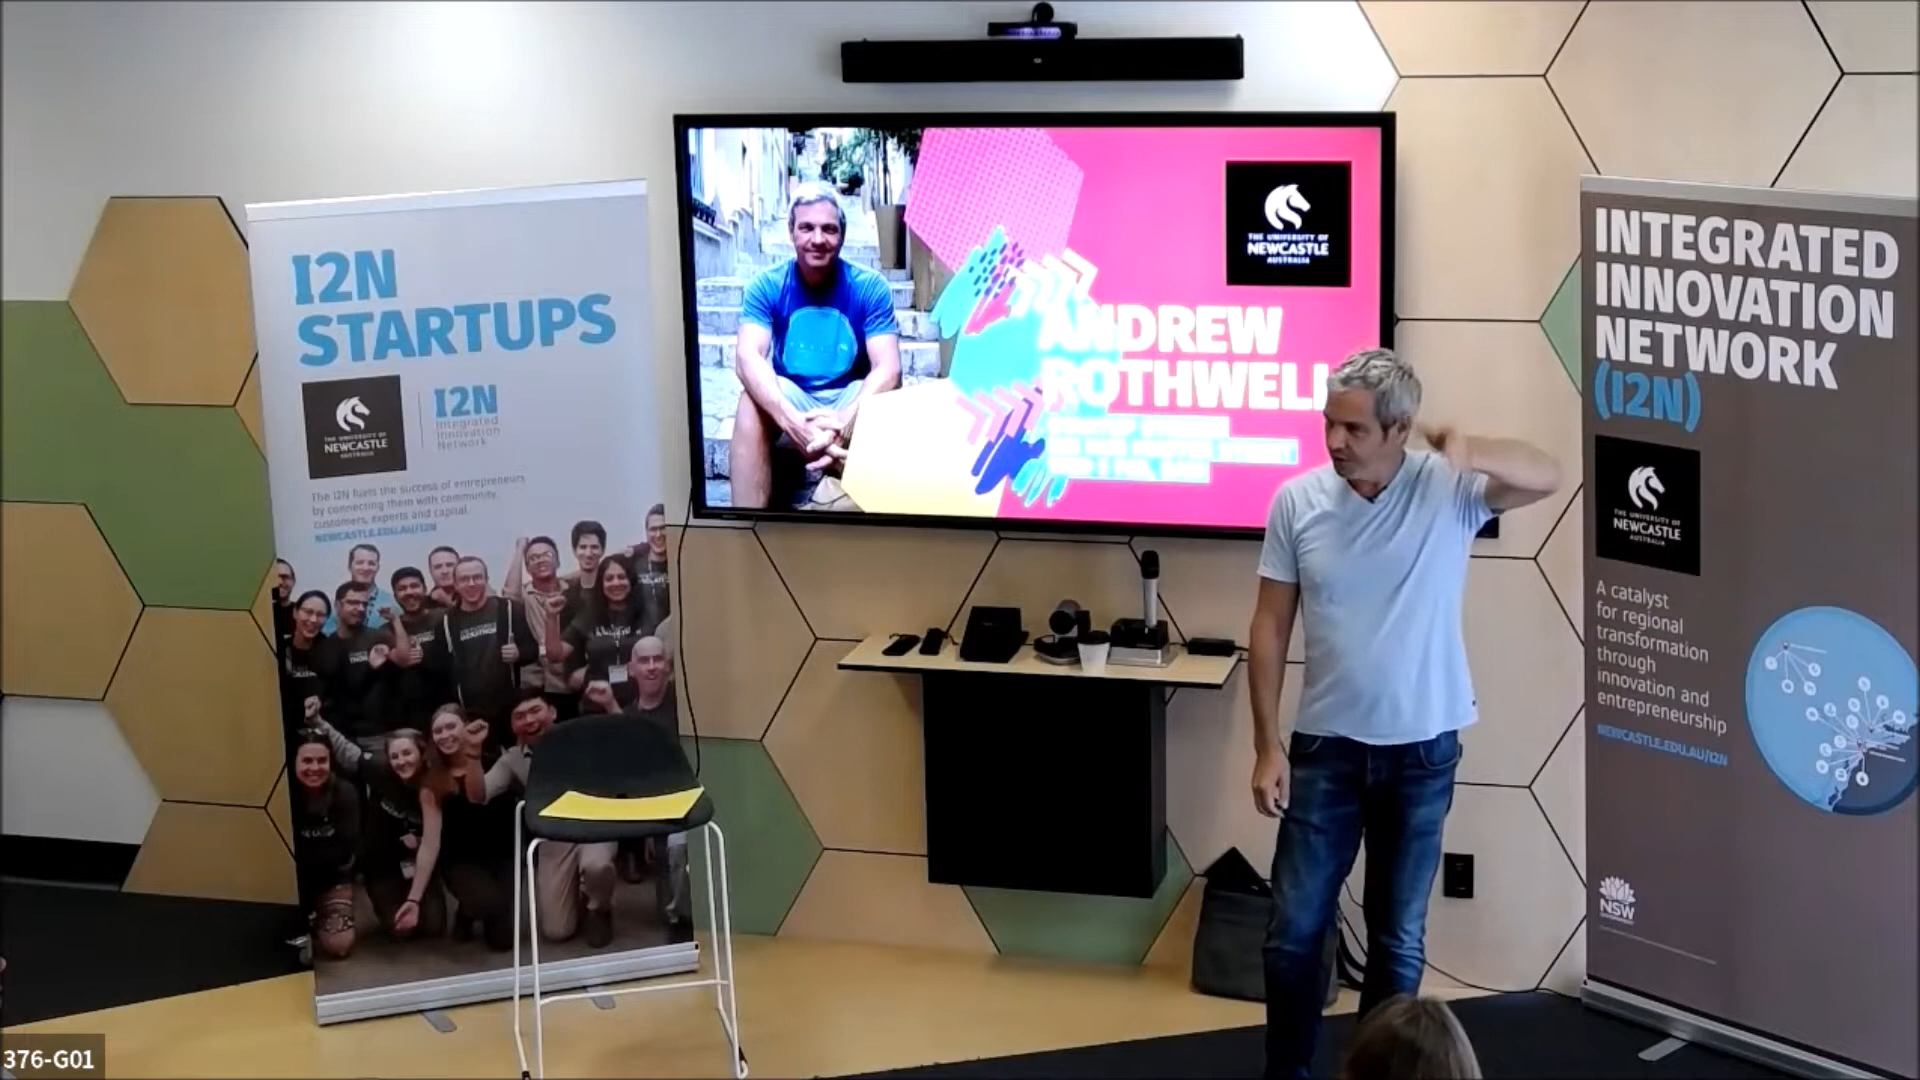 I2N
STARTUPS
THE UNIVERSITY OF
NEWCASTLE
AUSTRALIA
I2N
Integrated
Innovation
Network
The I2N fuels the success of entrepreneurs
by connecting them with community,
customers, experts and capital.
NEWCASTLE.EDU.AU/I2N
THE UNIVERSITY OF
NEWCASTLE
AUSTRALIA
ANDREW
ROTHWELL
INTEGRATED
INNOVATION
NETWORK
(I2N)
THE UNIVERSITY OF
NEWCASTLE
AUSTRALIA
A catalyst
for regional
transformation
through
innovation and
entrepreneurship
NEWCASTLE.EDU.AU/I2N
NSW
376-G01